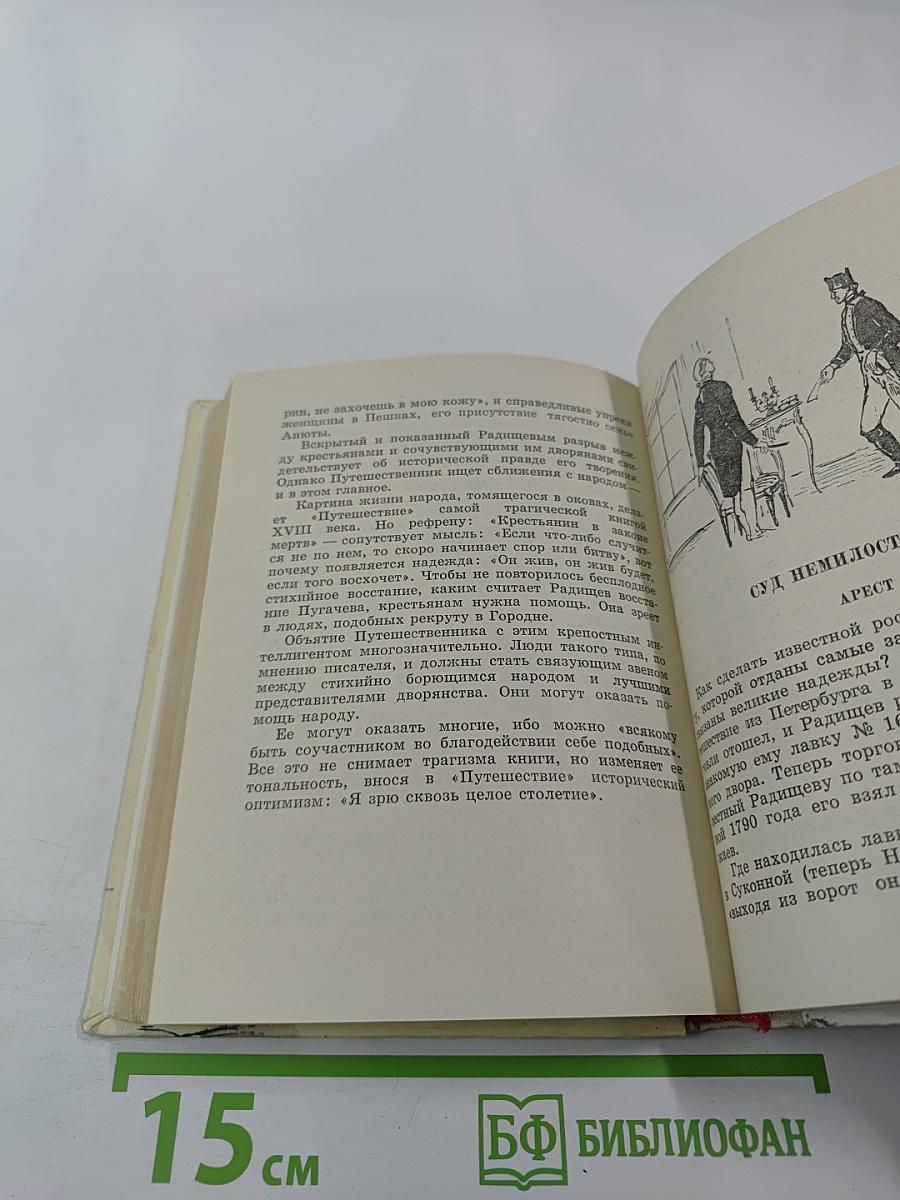 рин, не захочешь в мою кожу», и справедливые упреки
женщины в Пешках, его присутствие тягостно семье
Анюты.
Вскрытый и показанный Радищевым разрыв меж-
ду крестьянами и сочувствующими им дворянами сви-
детельствует об исторической правде его творения.
Однако Путешественник ищет сближения с народом —
и в этом главное.
Картина жизни народа, томящегося в оковах, дела-
ет «Путешествие» самой трагической книгой
XVIII века. Но рефрену: «Крестьянин в законе
мертв» — сопутствует мысль: «Если что-либо случит-
ся не по нем, то скоро начинает спор или битву», вот
почему появляется надежда: «Он жив, он жив будет,
если того восхочет». Чтобы не повторилось бесплодное
стихийное восстание, каким считает Радищев восста-
ние Пугачева, крестьянам нужна помощь. Она зреет
в людях, подобных рекруту в Городне.
Объятие Путешественника с этим крепостным ин-
теллигентом многозначительно. Люди такого типа, по
мнению писателя, и должны стать связующим звеном
между стихийно борющимся народом и лучшими
представителями дворянства. Они могут оказать по-
мощь народу.
Ее могут оказать многие, ибо можно «всякому
быть соучастником во благодействии себе подобных».
Все это не снимает трагизма книги, но изменяет ее
тональность, внося в «Путешествие» исторический
оптимизм: «Я зрю сквозь целое столетие».
СУД НЕМИЛОСТ
АРЕСТ
Как сделать известной рос
которой отданы самые за
связаны великие надежды?
шествие из Петербурга в
отошел, и Радищев
накомую ему лавку № 16
ного двора. Теперь торгов
вестный Радищеву по там
ной 1790 года его взял
каев.
Где находилась лав
в Суконной (теперь Н
«выходя из ворот он
15 см
БФ БИБЛИОФАН